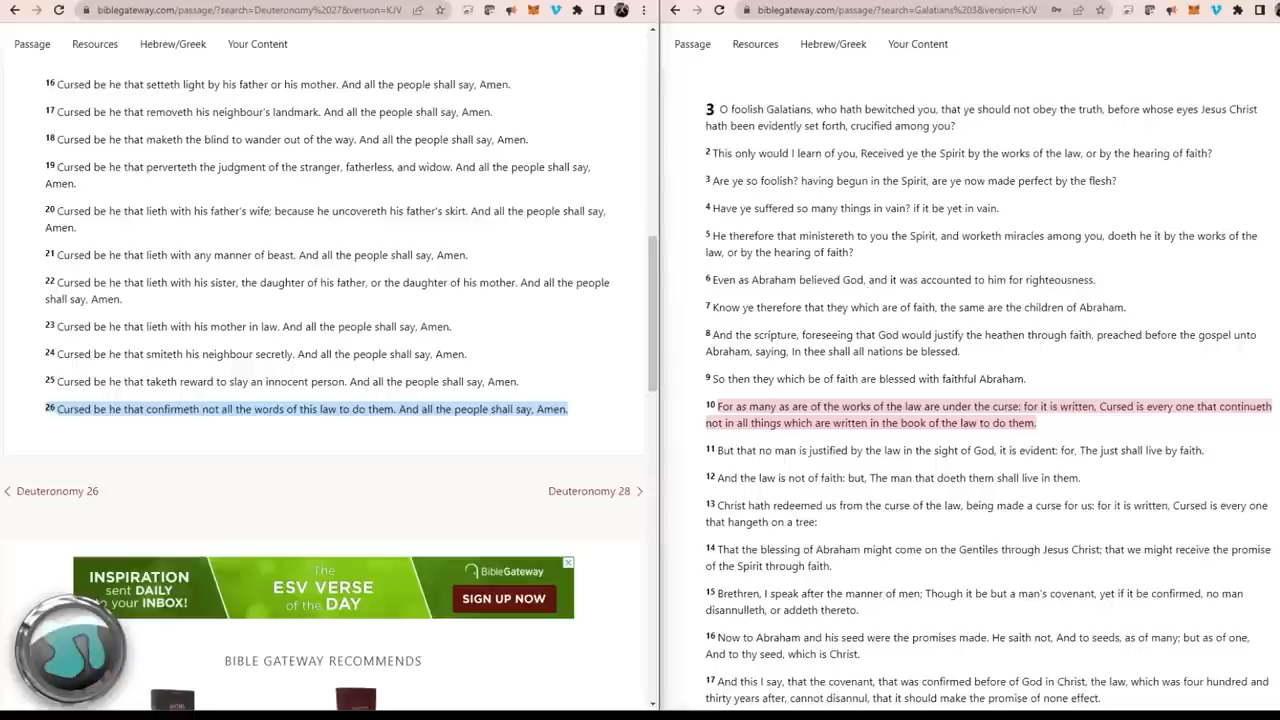 biblegateway.com/passage/?search=Deuteronomy%2027&version=KJV
Passage Resources Hebrew/Greek Your Content
16 Cursed be he that setteth light by his father or his mother. And all the people shall say, Amen.
17 Cursed be he that removeth his neighbour's landmark. And all the people shall say, Amen.
18 Cursed be he that maketh the blind to wander out of the way. And all the people shall say, Amen.
19 Cursed be he that perverteth the judgment of the stranger, fatherless, and widow. And all the people shall say,
Amen.
20 Cursed be he that lieth with his father's wife; because he uncovereth his father's skirt. And all the people shall say,
Amen.
21 Cursed be he that lieth with any manner of beast. And all the people shall say, Amen.
22 Cursed be he that lieth with his sister, the daughter of his father, or the daughter of his mother. And all the people
shall say, Amen.
23 Cursed be he that lieth with his mother in law. And all the people shall say, Amen.
24 Cursed be he that smiteth his neighbour secretly. And all the people shall say, Amen.
25 Cursed be he that taketh reward to slay an innocent person. And all the people shall say, Amen.
26 Cursed be he that confirmeth not all the words of this law to do them. And all the people shall say, Amen.
Deuteronomy 26 Deuteronomy 28
INSPIRATION
sent DAILY
to your INBOX!
The
ESV VERSE
of the DAY
BibleGateway
SIGN UP NOW
BIBLE GATEWAY RECOMMENDS
biblegateway.com/passage/?search=Galatians%203&version=KJV
Passage Resources Hebrew/Greek Your Content
3 O foolish Galatians, who hath bewitched you, that ye should not obey the truth, before whose eyes Jesus Christ
hath been evidently set forth, crucified among you?
2 This only would I learn of you, Received ye the Spirit by the works of the law, or by the hearing of faith?
3 Are ye so foolish? having begun in the Spirit, are ye now made perfect by the flesh?
4 Have ye suffered so many things in vain? if it be yet in vain.
5 He therefore that ministereth to you the Spirit, and worketh miracles among you, doeth he it by the works of the
law, or by the hearing of faith?
6 Even as Abraham believed God, and it was accounted to him for righteousness.
7 Know ye therefore that they which are of faith, the same are the children of Abraham.
8 And the scripture, foreseeing that God would justify the heathen through faith, preached before the gospel unto
Abraham, saying, In thee shall all nations be blessed.
9 So then they which be of faith are blessed with faithful Abraham.
10 For as many as are of the works of the law are under the curse: for it is written, Cursed is every one that continueth
not in all things which are written in the book of the law to do them.
11 But that no man is justified by the law in the sight of God, it is evident: for, The just shall live by faith.
12 And the law is not of faith: but, The man that doeth them shall live in them.
13 Christ hath redeemed us from the curse of the law, being made a curse for us: for it is written, Cursed is every one
that hangeth on a tree:
14 That the blessing of Abraham might come on the Gentiles through Jesus Christ; that we might receive the promise
of the Spirit through faith.
15 Brethren, I speak after the manner of men; Though it be but a man's covenant, yet if it be confirmed, no man
disannulleth, or addeth thereto.
16 Now to Abraham and his seed were the promises made. He saith not, And to seeds, as of many; but as of one,
And to thy seed, which is Christ.
17 And this I say, that the covenant, that was confirmed before of God in Christ, the law, which was four hundred and
thirty years after, cannot disannul, that it should make the promise of none effect.